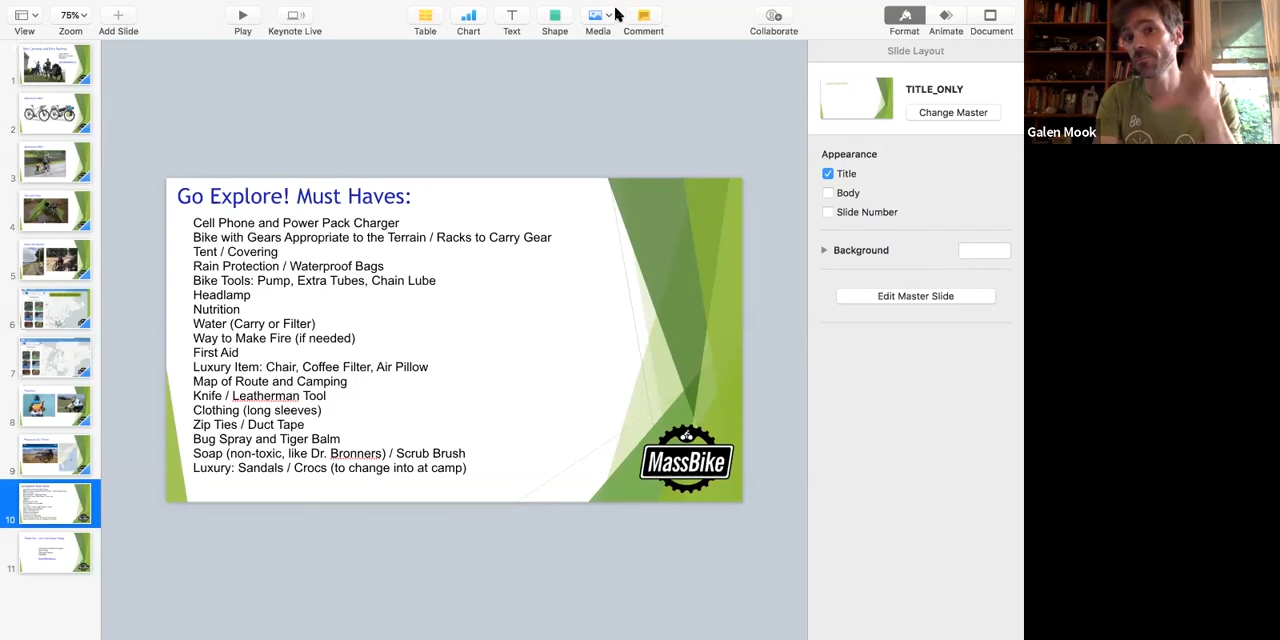 View
75%
Zoom
Add Slide
Play
Keynote Live
Table
Chart
Text
Shape
Media
Comment
Collaborate
Format
Animate
Document
Slide Layout
TITLE_ONLY
Change Master
Appearance
Title
Body
Slide Number
Background
Edit Master Slide
1
2
3
4
5
6
7
8
9
10
11
Go Explore! Must Haves:
Cell Phone and Power Pack Charger
Bike with Gears Appropriate to the Terrain / Racks to Carry Gear
Tent / Covering
Rain Protection / Waterproof Bags
Bike Tools: Pump, Extra Tubes, Chain Lube
Headlamp
Nutrition
Water (Carry or Filter)
Way to Make Fire (if needed)
First Aid
Luxury Item: Chair, Coffee Filter, Air Pillow
Map of Route and Camping
Knife / Leatherman Tool
Clothing (long sleeves)
Zip Ties / Duct Tape
Bug Spray and Tiger Balm
Soap (non-toxic, like Dr. Bronners) / Scrub Brush
Luxury: Sandals / Crocs (to change into at camp)
MassBike
Be
Galen Mook